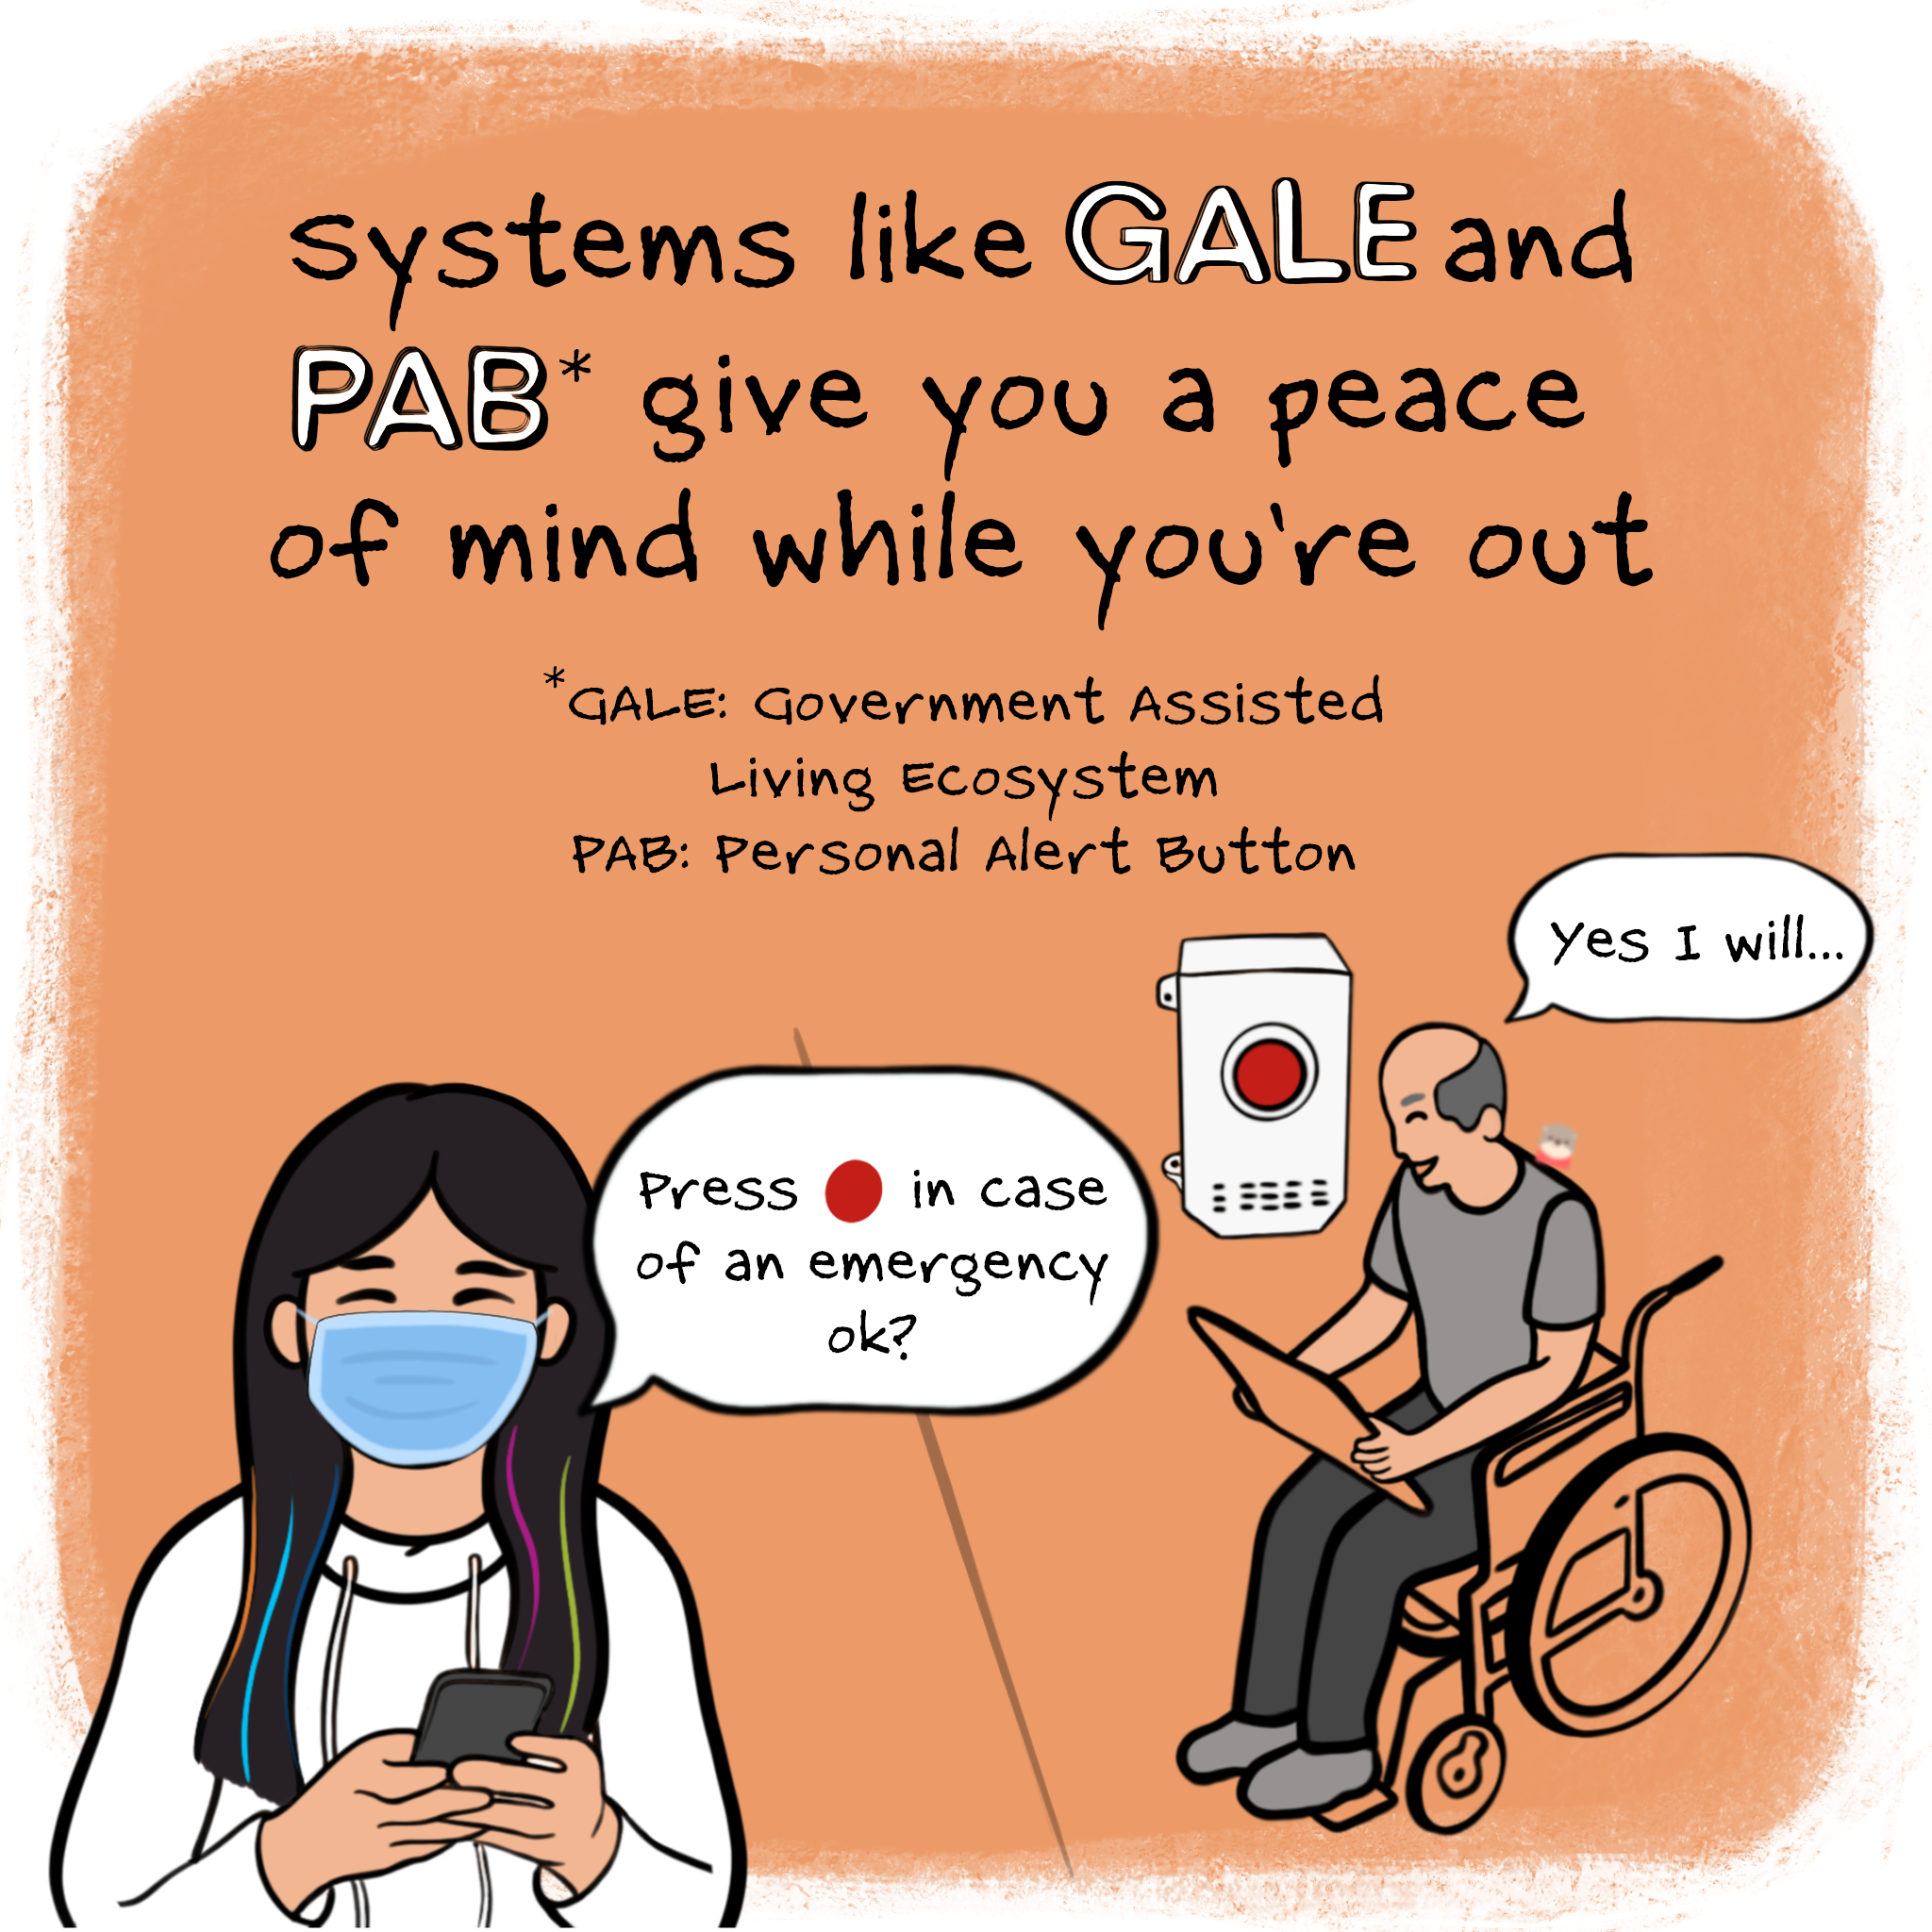 systems like GALE and
PAB* give you a peace
of mind while you're out
*GALE: Government Assisted
Living Ecosystem
PAB: Personal Alert Button
Yes I will...
Press in case
of an emergency
ok?